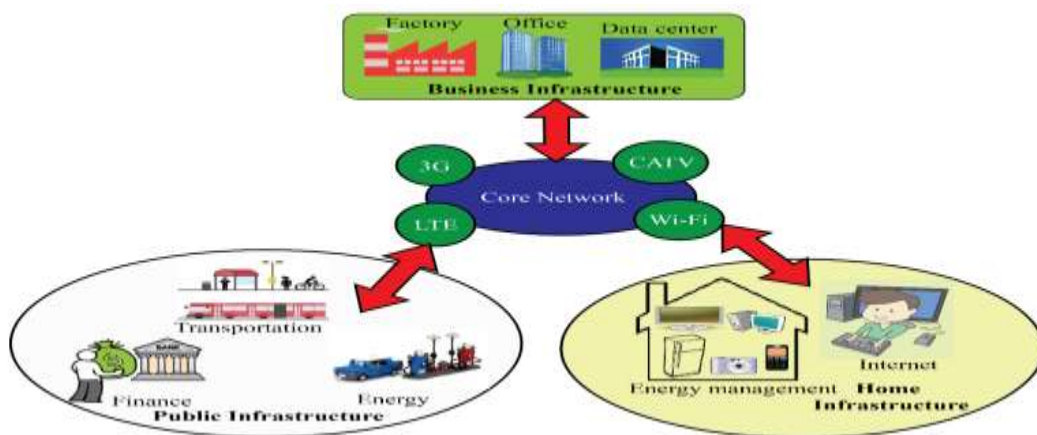 Factory
Office
Data center
Business Infrastructure
3G
CATV
Core Network
LTE
Wi-Fi
Transportation
BANK
Finance
Energy
Public Infrastructure
Internet
Energy management
Home
Infrastructure